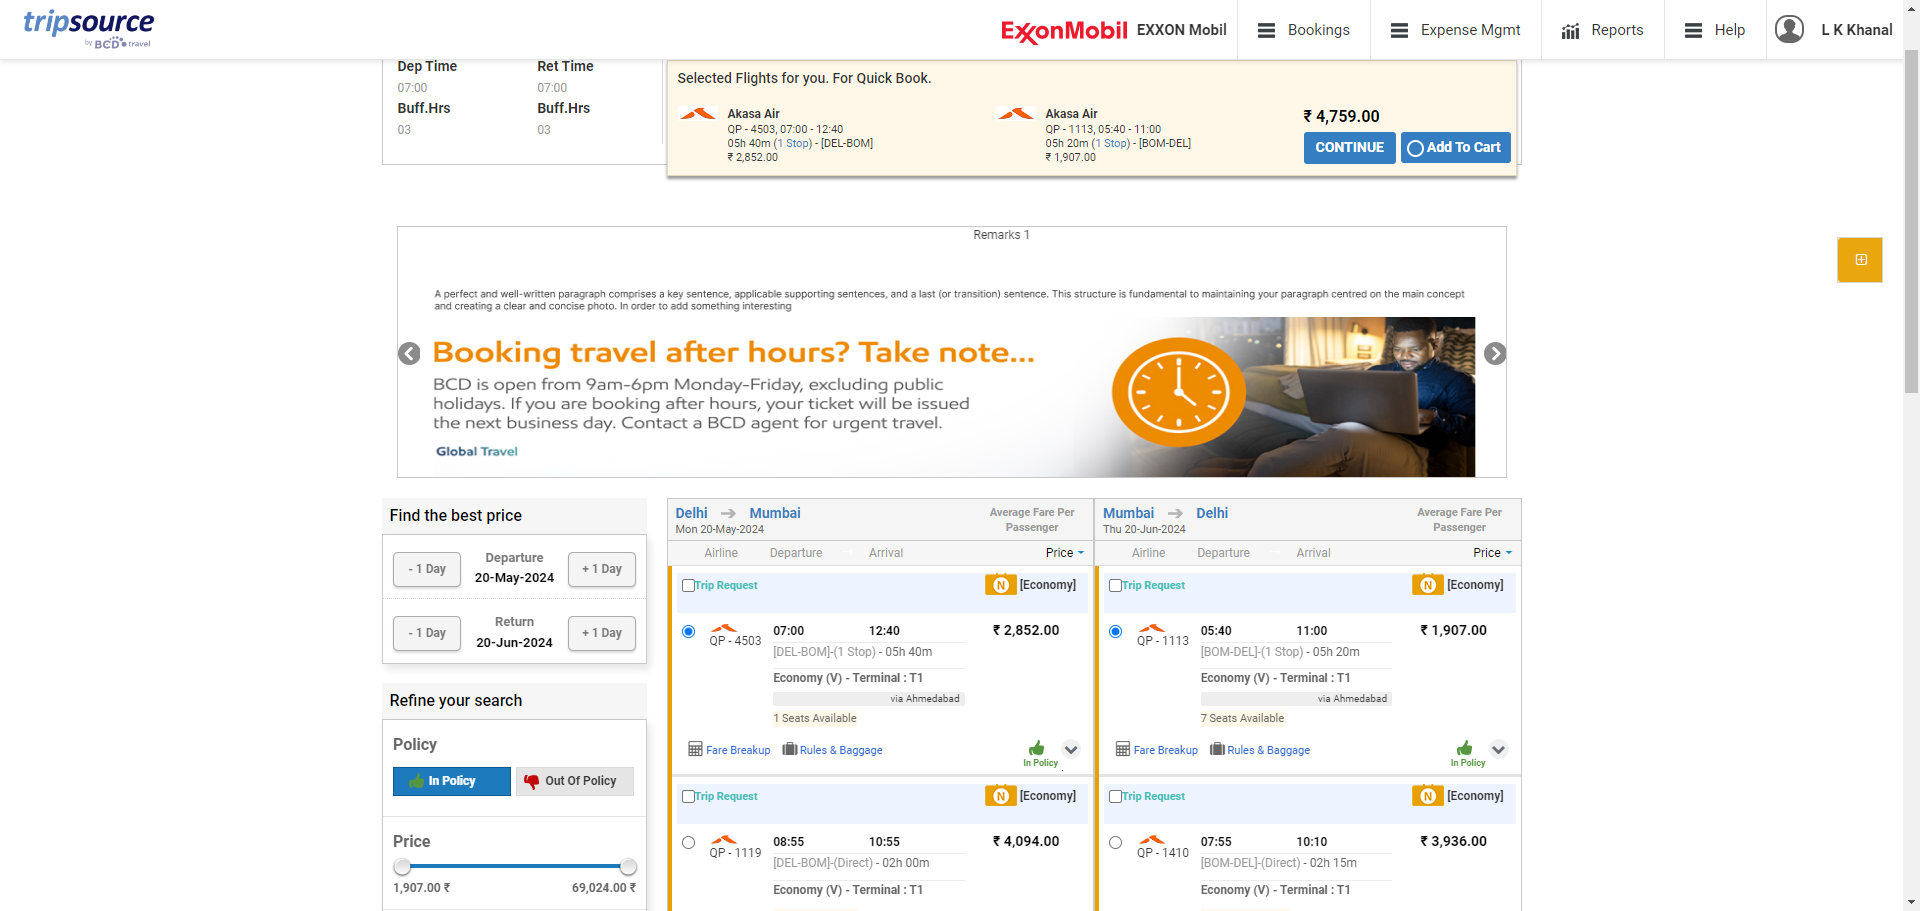 tripsource
by BCD travel
ExxonMobil EXXON Mobil
Bookings
Expense Mgmt
Reports
Help
L K Khanal
Dep Time
Ret Time
07:00
07:00
Buff.Hrs
Buff.Hrs
03
03
Selected Flights for you. For Quick Book.
Akasa Air
QP - 4503, 07:00 - 12:40
05h 40m (1 Stop) - [DEL-BOM]
₹ 2,852.00
Akasa Air
QP - 1113, 05:40 - 11:00
05h 20m (1 Stop) - [BOM-DEL]
₹ 1,907.00
₹ 4,759.00
CONTINUE
Add To Cart
Remarks 1
A perfect and well-written paragraph comprises a key sentence, applicable supporting sentences, and a last (or transition) sentence. This structure is fundamental to maintaining your paragraph centred on the main concept
and creating a clear and concise photo. In order to add something interesting
Booking travel after hours? Take note...
BCD is open from 9am-6pm Monday-Friday, excluding public
holidays. If you are booking after hours, your ticket will be issued
the next business day. Contact a BCD agent for urgent travel.
Global Travel
Find the best price
- 1 Day
Departure
20-May-2024
+ 1 Day
- 1 Day
Return
20-Jun-2024
+ 1 Day
Refine your search
Policy
In Policy
Out Of Policy
Price
1,907.00 ₹
69,024.00 ₹
Delhi Mumbai
Mon 20-May-2024
Average Fare Per
Passenger
Airline Departure Arrival Price
Trip Request
N [Economy]
QP - 4503
07:00 12:40
₹ 2,852.00
[DEL-BOM]-(1 Stop) - 05h 40m
Economy (V) - Terminal : T1
via Ahmedabad
1 Seats Available
Fare Breakup
Rules & Baggage
In Policy
Trip Request
N [Economy]
QP - 1119
08:55 10:55
₹ 4,094.00
[DEL-BOM]-(Direct) - 02h 00m
Economy (V) - Terminal : T1
Mumbai Delhi
Thu 20-Jun-2024
Average Fare Per
Passenger
Airline Departure Arrival Price
Trip Request
N [Economy]
QP - 1113
05:40 11:00
₹ 1,907.00
[BOM-DEL]-(1 Stop) - 05h 20m
Economy (V) - Terminal : T1
via Ahmedabad
7 Seats Available
Fare Breakup
Rules & Baggage
In Policy
Trip Request
N [Economy]
QP - 1410
07:55 10:10
₹ 3,936.00
[BOM-DEL]-(Direct) - 02h 15m
Economy (V) - Terminal : T1